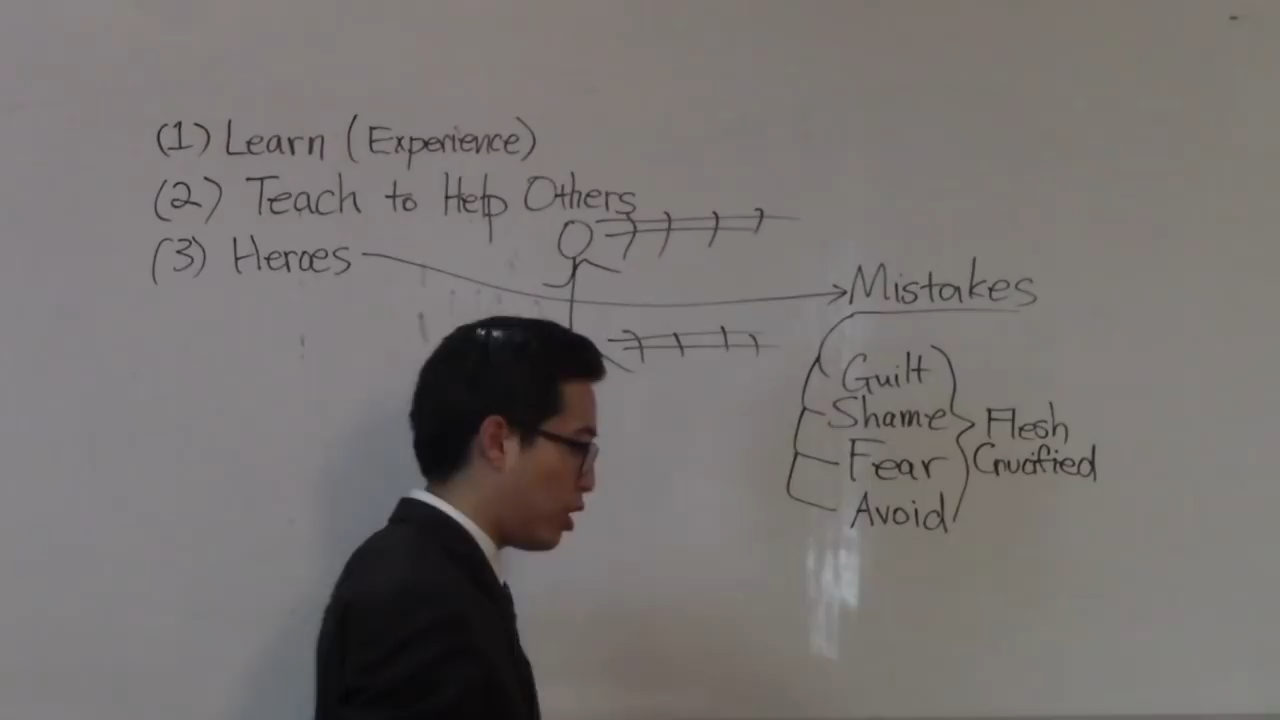 (1) Learn (Experience)
(2) Teach to Help Others
(3) Heroes
Mistakes
Guilt
Shame
Fear
Avoid
Flesh
Crucified